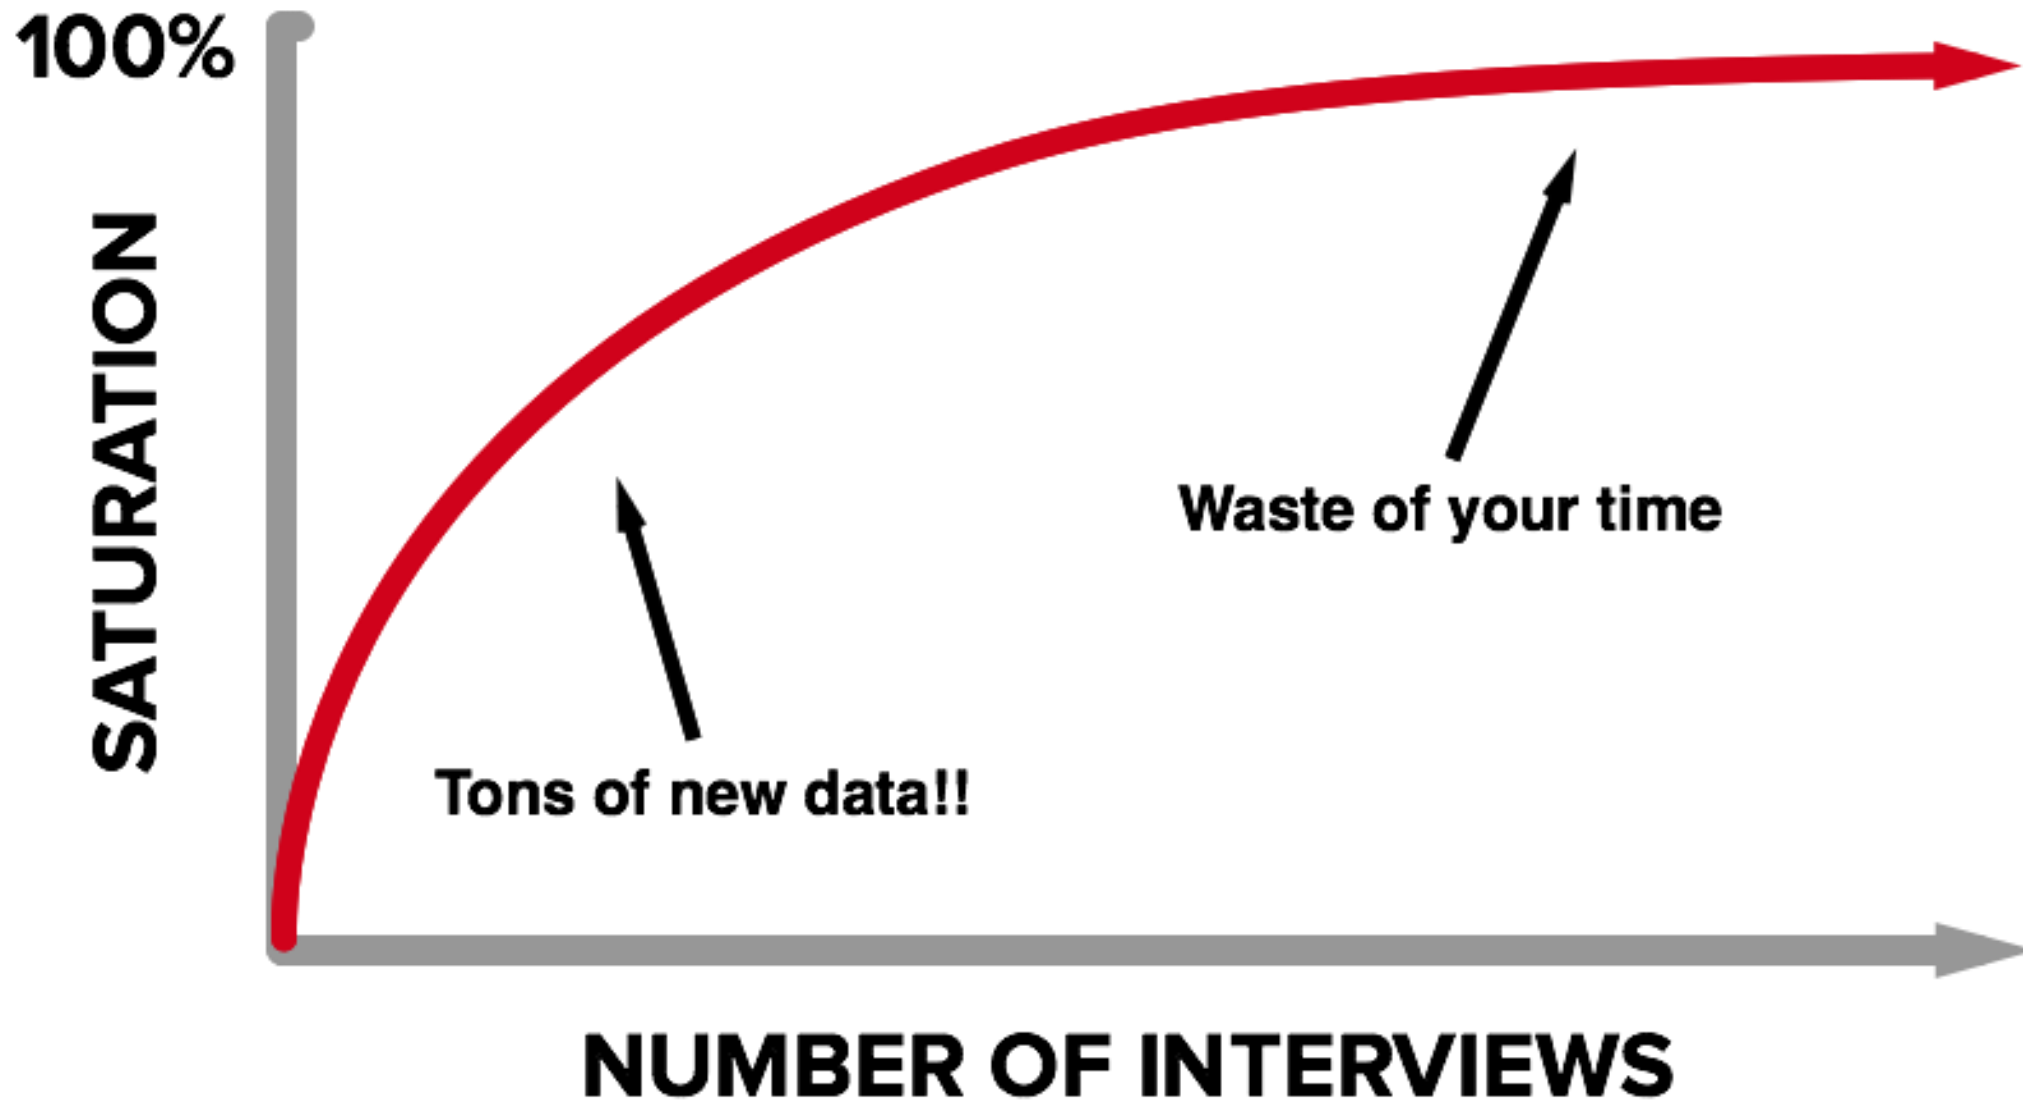 100%
SATURATION
Waste of your time
Tons of new data!!
NUMBER OF INTERVIEWS